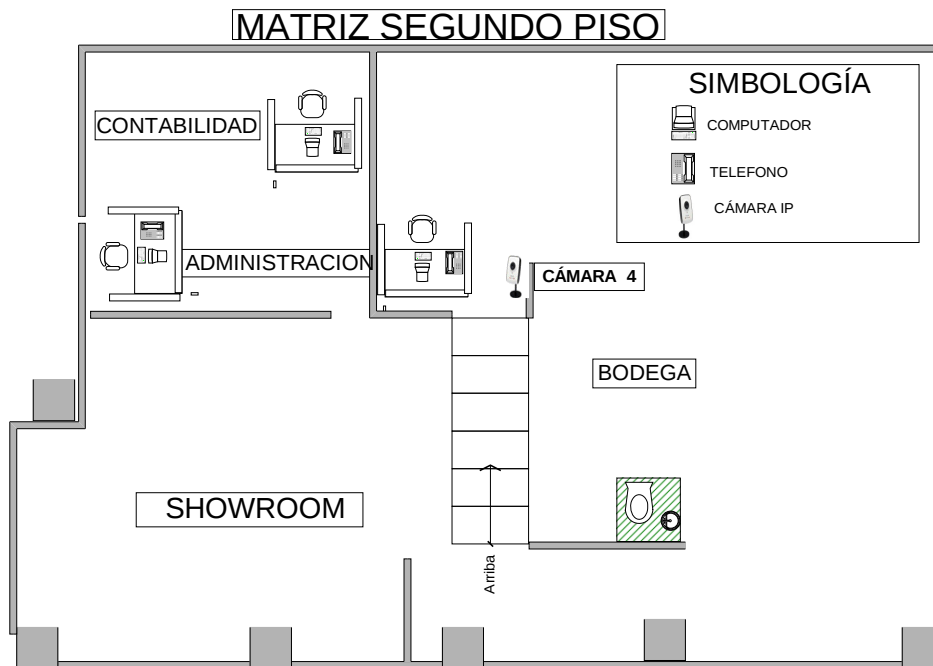 MATRIZ SEGUNDO PISO
SIMBOLOGÍA
COMPUTADOR
TELEFONO
CÁMARA IP
CONTABILIDAD
ADMINISTRACION
CÁMARA 4
BODEGA
SHOWROOM
Arriba